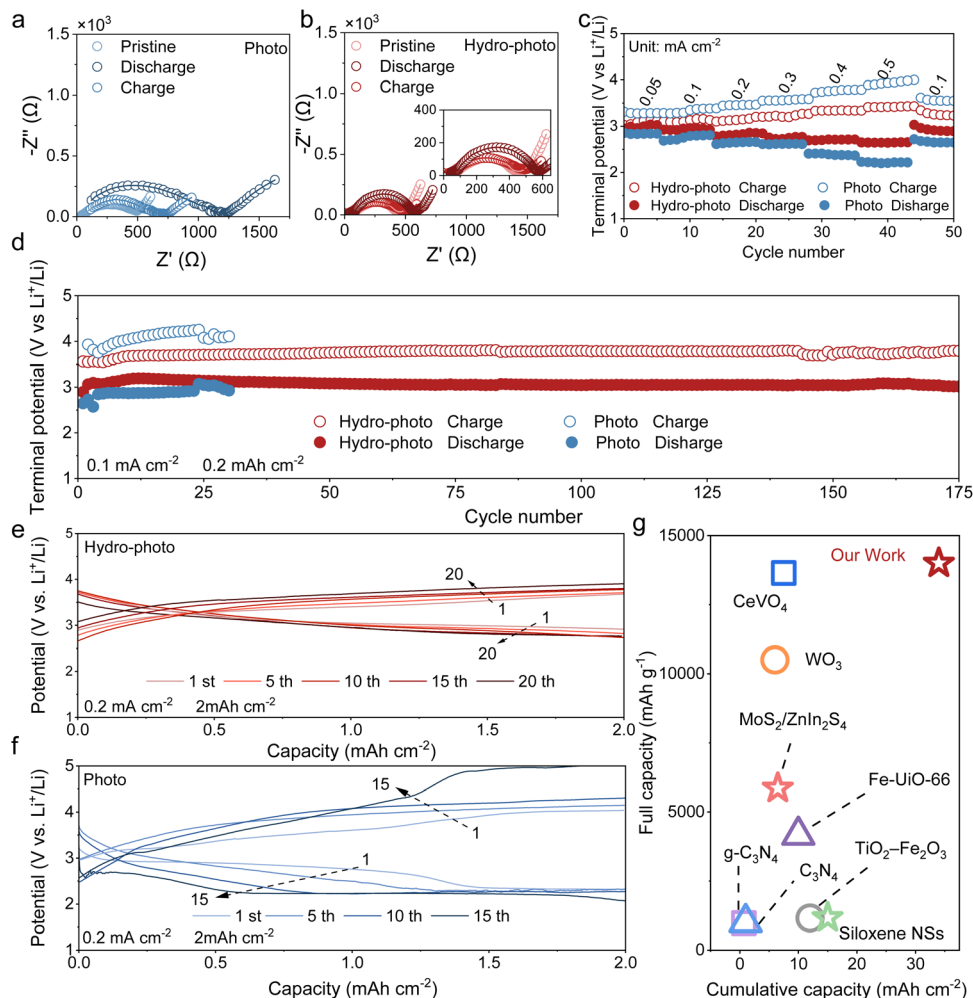 a
×10³
1.5
1.0
0.5
0.0
-Z'' (Ω)
Pristine
Discharge
Charge
Photo
0 500 1000 1500
Z' (Ω)
b
×10³
1.5
1.0
0.5
0.0
-Z'' (Ω)
Pristine
Discharge
Charge
Hydro-photo
400
200
0
0 200 400 600
0 500 1000 1500
Z' (Ω)
c
Terminal potential (V vs Li⁺/Li)
5
4
3
2
1
Unit: mA cm⁻²
0.05 0.1 0.2 0.3 0.4 0.5 0.1
Hydro-photo Charge
Photo Charge
Hydro-photo Discharge
Photo Disharge
0 10 20 30 40 50
Cycle number
d
Terminal potential (V vs Li⁺/Li)
5
4
3
2
1
Hydro-photo Charge
Photo Charge
Hydro-photo Discharge
Photo Disharge
0.1 mA cm⁻² 0.2 mAh cm⁻²
0 25 50 75 100 125 150 175
Cycle number
e
Potential (V vs. Li⁺/Li)
5
4
3
2
1
Hydro-photo
20
1
1
20
1 st 5 th 10 th 15 th 20 th
0.2 mA cm⁻² 2mAh cm⁻²
0.0 0.5 1.0 1.5 2.0
Capacity (mAh cm⁻²)
f
Potential (V vs. Li⁺/Li)
5
4
3
2
1
Photo
15
1
1
15
1 st 5 th 10 th 15 th
0.2 mA cm⁻² 2mAh cm⁻²
0.0 0.5 1.0 1.5 2.0
Capacity (mAh cm⁻²)
g
Full capacity (mAh g⁻¹)
15000
10000
5000
0
Our Work
CeVO₄
WO₃
MoS₂/ZnIn₂S₄
Fe-UiO-66
g-C₃N₄
C₃N₄
TiO₂–Fe₂O₃
Siloxene NSs
0 10 20 30
Cumulative capacity (mAh cm⁻²)